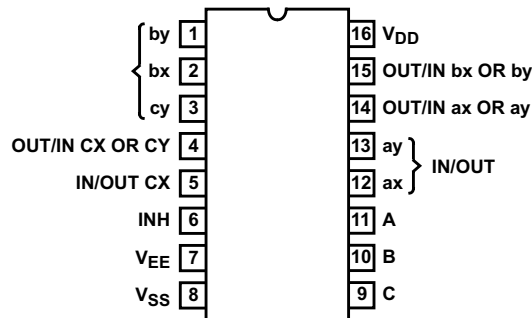 by 1
bx 2
cy 3
OUT/IN CX OR CY 4
IN/OUT CX 5
INH 6
VEE 7
VSS 8
16 VDD
15 OUT/IN bx OR by
14 OUT/IN ax OR ay
13 ay
12 ax
IN/OUT
11 A
10 B
9 C